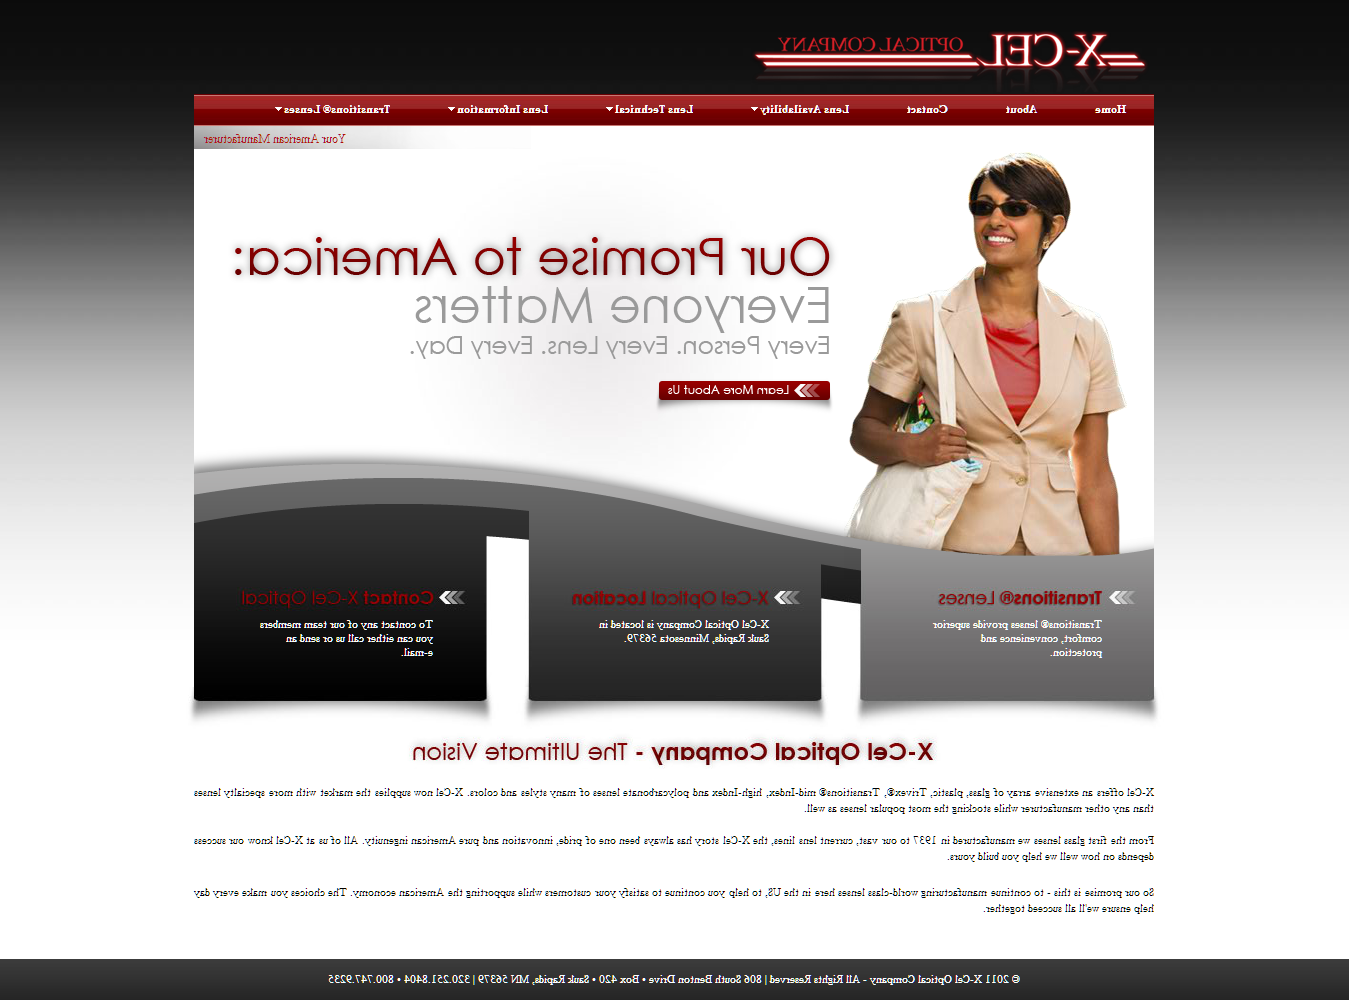 X-CEL OPTICAL COMPANY
Home About Contact Lens Availability Lens Technical Lens Information Transitions® Lenses
Your American Manufacturer
Our Promise to America:
Everyone Matters
Every Person. Every Lens. Every Day.
Learn More About Us
Transitions® Lenses
Transitions® lenses provide superior
comfort, convenience and
protection.
X-Cel Optical Location
X-Cel Optical Company is located in
Sauk Rapids, Minnesota 56379.
Contact X-Cel Optical
To contact any of our team members
you can either call us or send an
e-mail.
X-Cel Optical Company - The Ultimate Vision
X-Cel offers an extensive array of glass, plastic, Trivex®, Transitions® mid-Index, high-Index and polycarbonate lenses of many styles and colors. X-Cel now supplies the market with more specialty lenses
than any other manufacturer while stocking the most popular lenses as well.
From the first glass lenses we manufactured in 1937 to our vast, current lens lines, the X-Cel story has always been one of pride, innovation and pure American ingenuity. All of us at X-Cel know our success
depends on how well we help you build yours.
So our promise is this - to continue manufacturing world-class lenses here in the US, to help you continue to satisfy your customers while supporting the American economy. The choices you make every day
help ensure we'll all succeed together.
© 2011 X-Cel Optical Company - All Rights Reserved | 806 South Benton Drive • Box 420 • Sauk Rapids, MN 56379 | 320.251.8404 • 800.747.9235